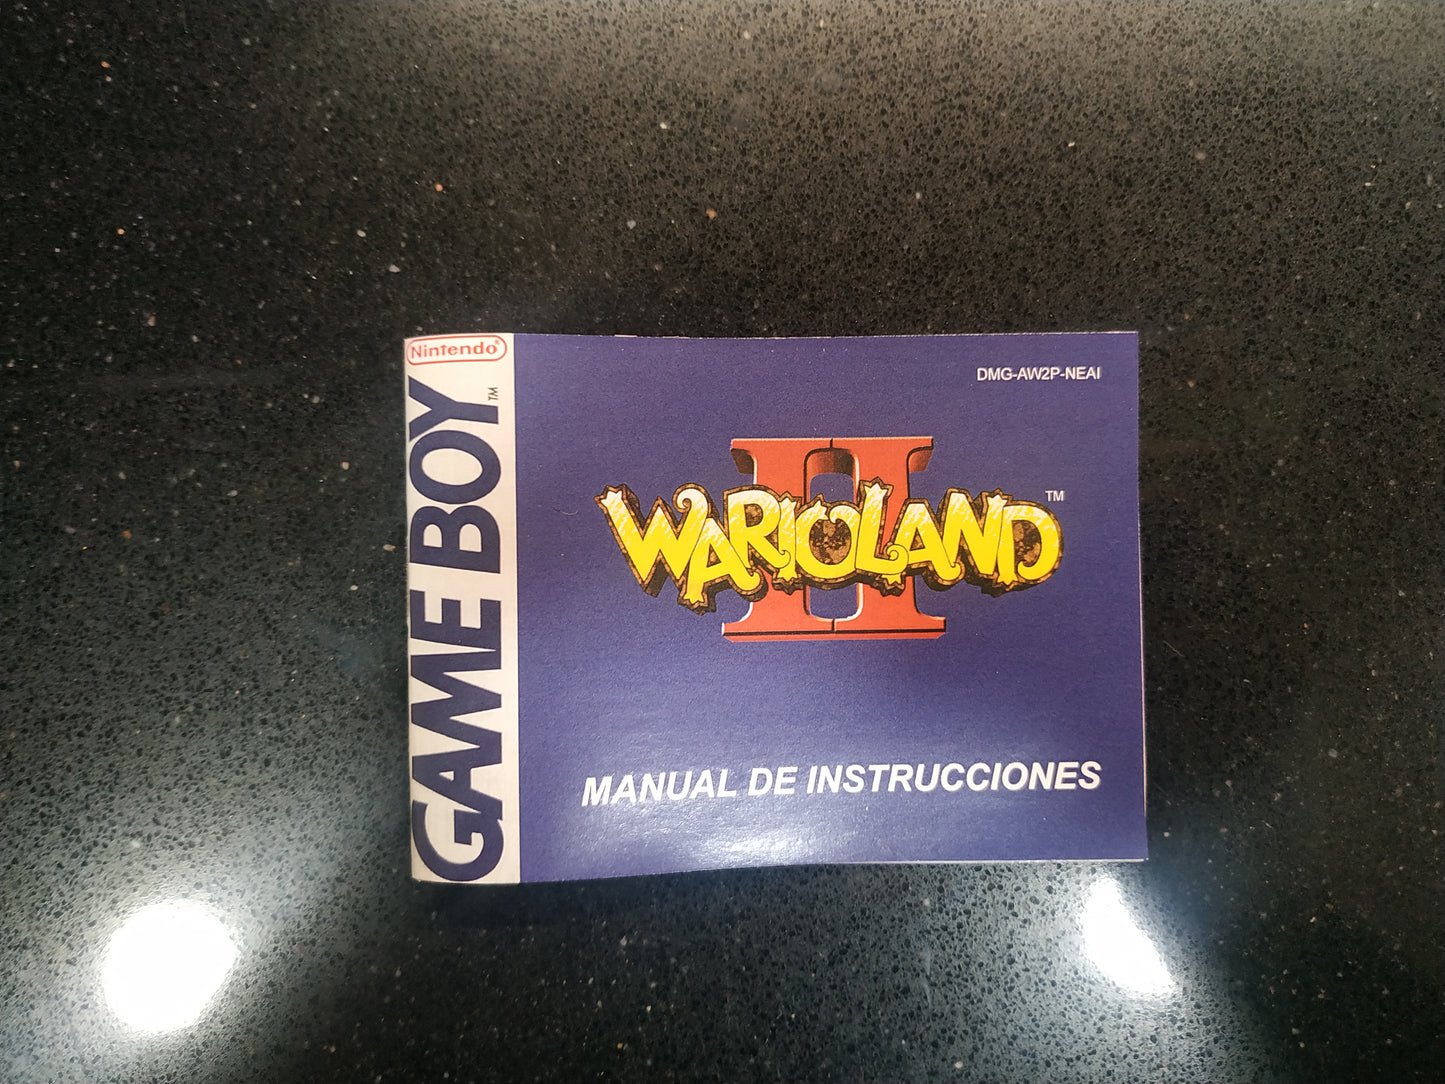 Nintendo®
GAME BOY™
DMG-AW2P-NEAI
II
WARIOLAND™
MANUAL DE INSTRUCCIONES